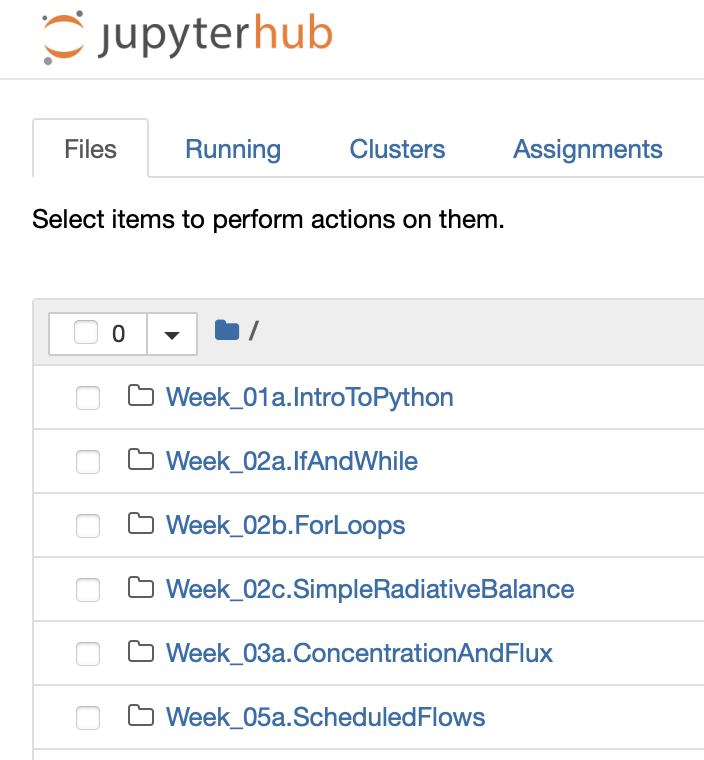 jupyterhub
Files Running Clusters Assignments
Select items to perform actions on them.
0 /
Week_01a.IntroToPython
Week_02a.IfAndWhile
Week_02b.ForLoops
Week_02c.SimpleRadiativeBalance
Week_03a.ConcentrationAndFlux
Week_05a.ScheduledFlows